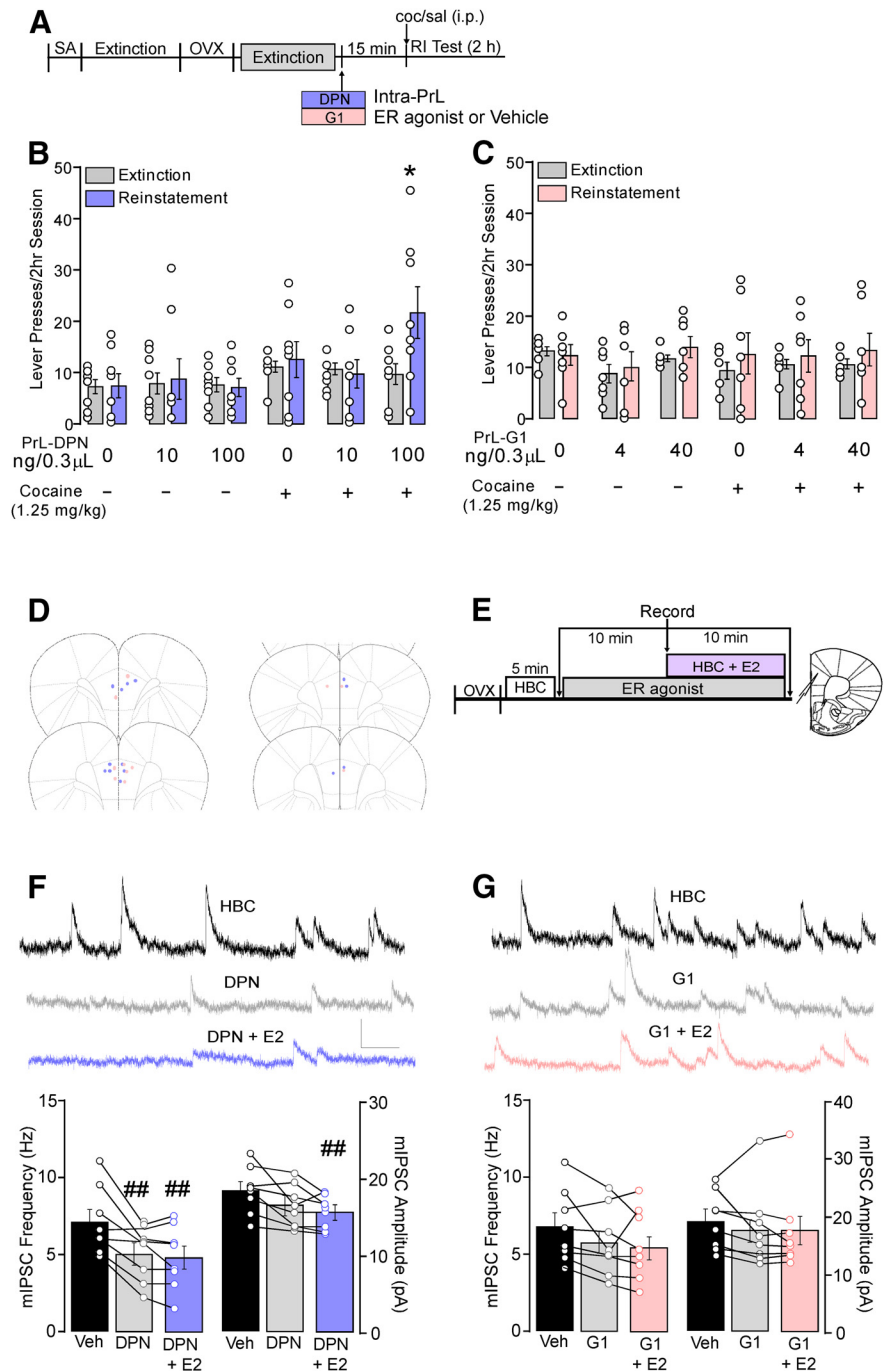 A
coc/sal (i.p.)
SA Extinction OVX Extinction 15 min RI Test (2 h)
DPN Intra-PrL
G1 ER agonist or Vehicle
B
Lever Presses/2hr Session
50
40
30
20
10
0
Extinction
Reinstatement
*
PrL-DPN
ng/0.3µL 0 10 100 0 10 100
Cocaine
(1.25 mg/kg) – – – + + +
C
Lever Presses/2hr Session
50
40
30
20
10
0
Extinction
Reinstatement
PrL-G1
ng/0.3µL 0 4 40 0 4 40
Cocaine
(1.25 mg/kg) – – – + + +
D
E
Record
10 min 10 min
5 min
HBC + E2
OVX HBC ER agonist
F
HBC
DPN
DPN + E2
mIPSC Frequency (Hz)
15
10
5
0
## ## ##
30
20
10
0
mIPSC Amplitude (pA)
Veh DPN DPN + E2 Veh DPN DPN + E2
G
HBC
G1
G1 + E2
mIPSC Frequency (Hz)
15
10
5
0
40
30
20
10
0
mIPSC Amplitude (pA)
Veh G1 G1 + E2 Veh G1 G1 + E2